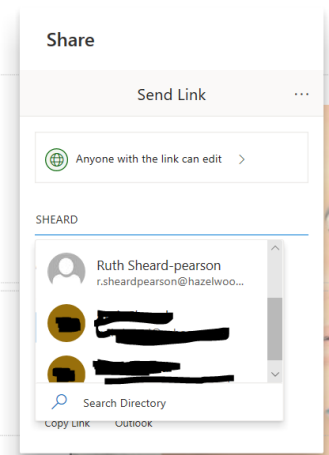 Share
Send Link
...
Anyone with the link can edit >
SHEARD
Ruth Sheard-pearson
r.sheardpearson@hazelwoo...
Search Directory
Copy Link Outlook